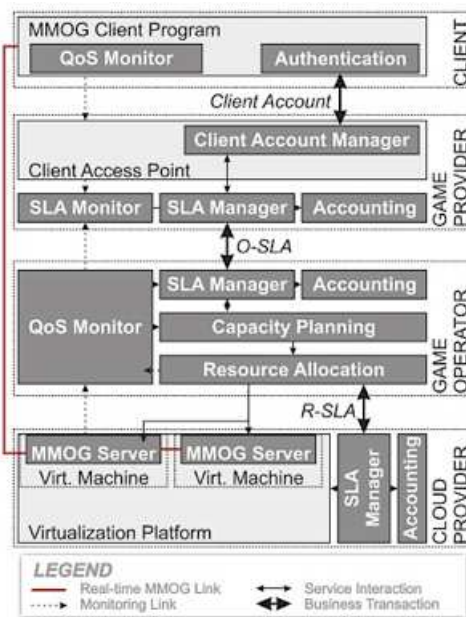 MMOG Client Program
QoS Monitor
Authentication
CLIENT
Client Account
Client Account Manager
Client Access Point
SLA Monitor
SLA Manager
Accounting
GAME
PROVIDER
O-SLA
QoS Monitor
SLA Manager
Accounting
Capacity Planning
Resource Allocation
GAME
OPERATOR
R-SLA
MMOG Server
Virt. Machine
MMOG Server
Virt. Machine
Virtualization Platform
SLA
Manager
Accounting
CLOUD
PROVIDER
LEGEND
Real-time MMOG Link
Monitoring Link
Service Interaction
Business Transaction